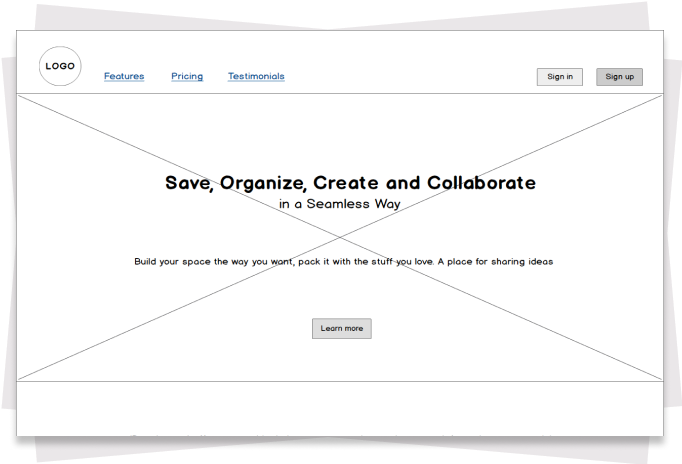 LOGO
Features Pricing Testimonials Sign in Sign up
Save, Organize, Create and Collaborate
in a Seamless Way
Build your space the way you want, pack it with the stuff you love. A place for sharing ideas
Learn more